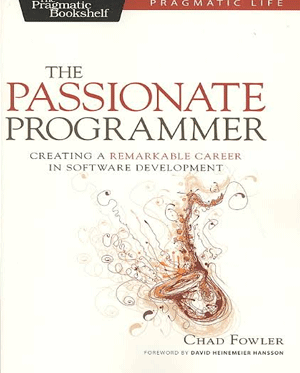 The
Pragmatic
Bookshelf
PRAGMATIC LIFE
THE
PASSIONATE
PROGRAMMER
CREATING A REMARKABLE CAREER
IN SOFTWARE DEVELOPMENT
CHAD FOWLER
FOREWORD BY DAVID HEINEMEIER HANSSON